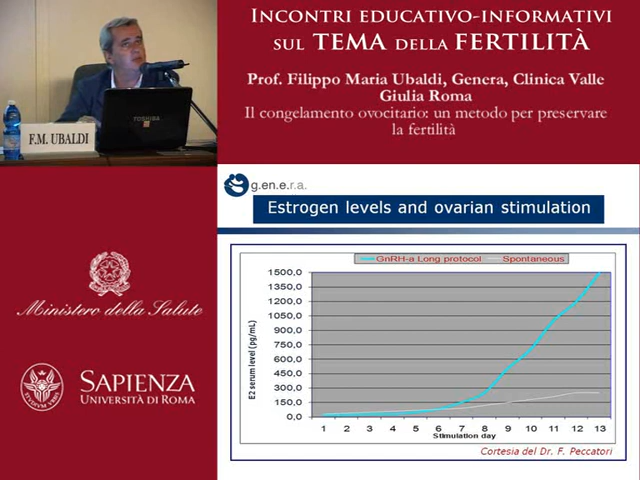 INCONTRI EDUCATIVO-INFORMATIVI
SUL TEMA DELLA FERTILITÀ
Prof. Filippo Maria Ubaldi, Genera, Clinica Valle
Giulia Roma
Il congelamento ovocitario: un metodo per preservare
la fertilità
TOSHIBA
F.M. UBALDI
g.en.e.r.a.
Estrogen levels and ovarian stimulation
GnRH-a Long protocol Spontaneous
E2 serum level (pg/mL)
1500,0
1350,0
1200,0
1050,0
900,0
750,0
600,0
450,0
300,0
150,0
0,0
1 2 3 4 5 6 7 8 9 10 11 12 13
Stimulation day
Cortesia del Dr. F. Peccatori
Ministero della Salute
SAPIENZA
UNIVERSITÀ DI ROMA